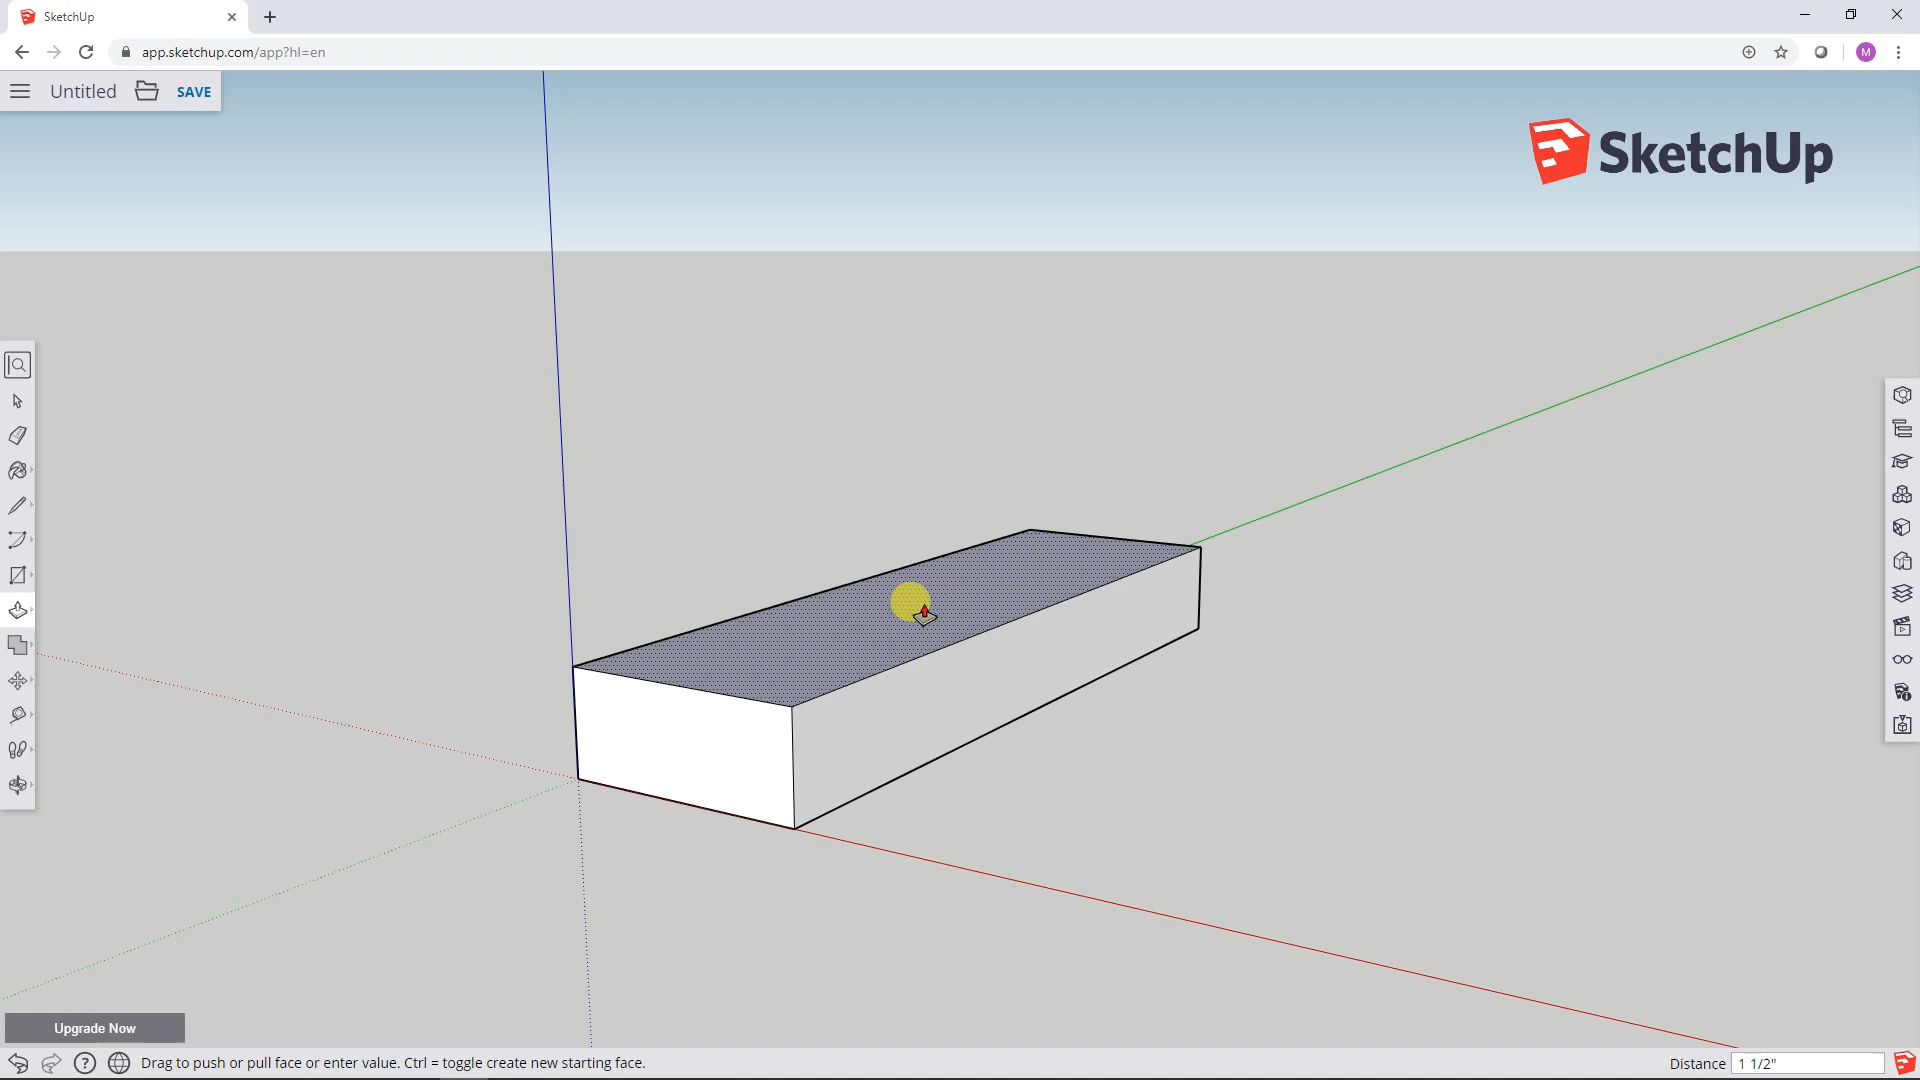 SketchUp
app.sketchup.com/app?hl=en
M
Untitled
SAVE
SketchUp
Upgrade Now
Drag to push or pull face or enter value. Ctrl = toggle create new starting face.
Distance 1 1/2"